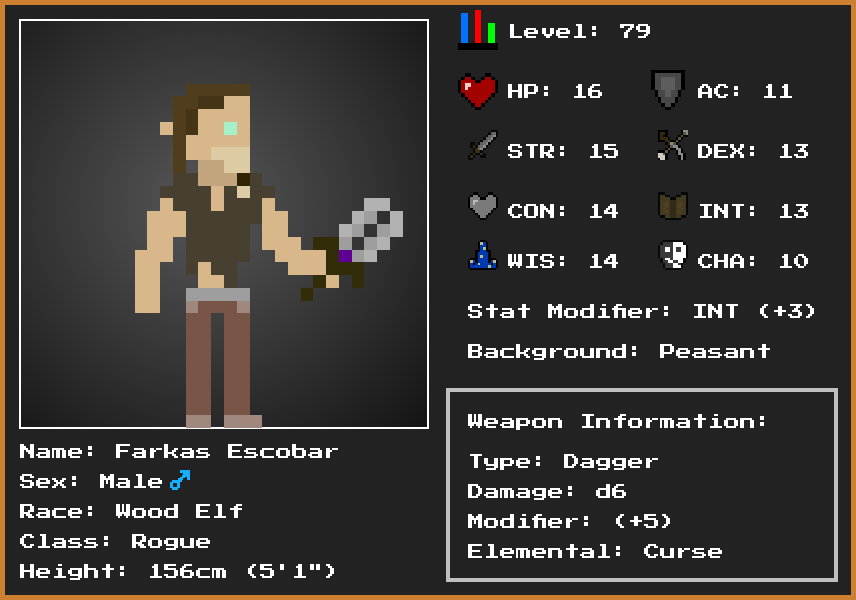 Level: 79
HP: 16 AC: 11
STR: 15 DEX: 13
CON: 14 INT: 13
WIS: 14 CHA: 10
Stat Modifier: INT (+3)
Background: Peasant
Weapon Information:
Type: Dagger
Damage: d6
Modifier: (+5)
Elemental: Curse
Name: Farkas Escobar
Sex: Male ♂
Race: Wood Elf
Class: Rogue
Height: 156cm (5'1")